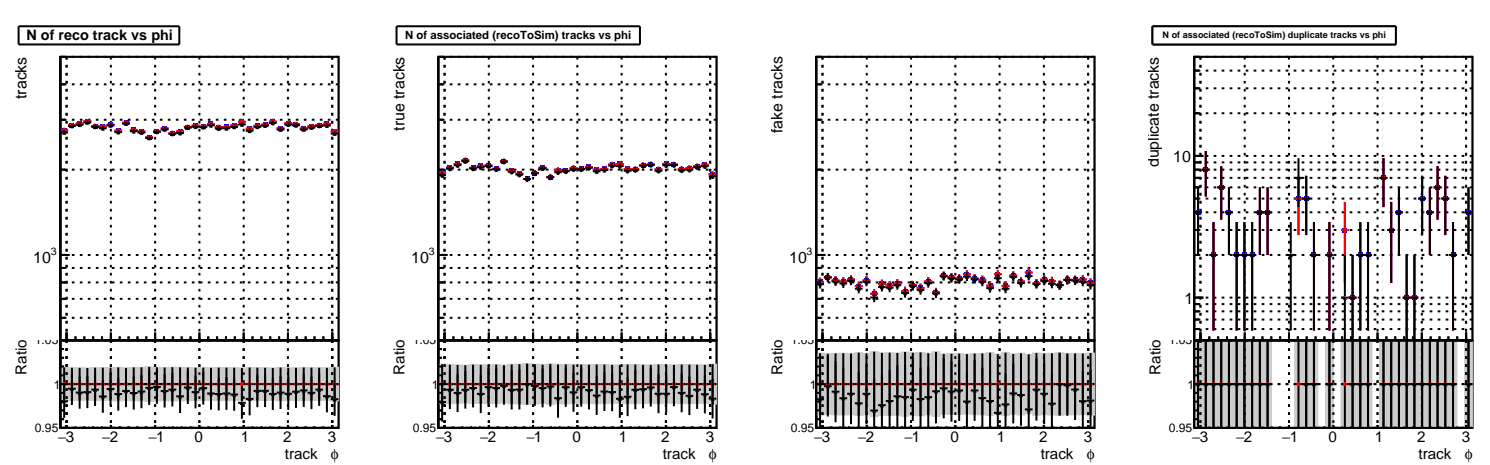 N of reco track vs phi
tracks
10³
Ratio
1
0.95
−3 −2 −1 0 1 2 3
track ϕ
N of associated (recoToSim) tracks vs phi
true tracks
10³
Ratio
1
0.95
−3 −2 −1 0 1 2 3
track ϕ
fake tracks
10³
Ratio
1
0.95
−3 −2 −1 0 1 2 3
track ϕ
N of associated (recoToSim) duplicate tracks vs phi
duplicate tracks
10
1
Ratio
1
0.95
−3 −2 −1 0 1 2 3
track ϕ